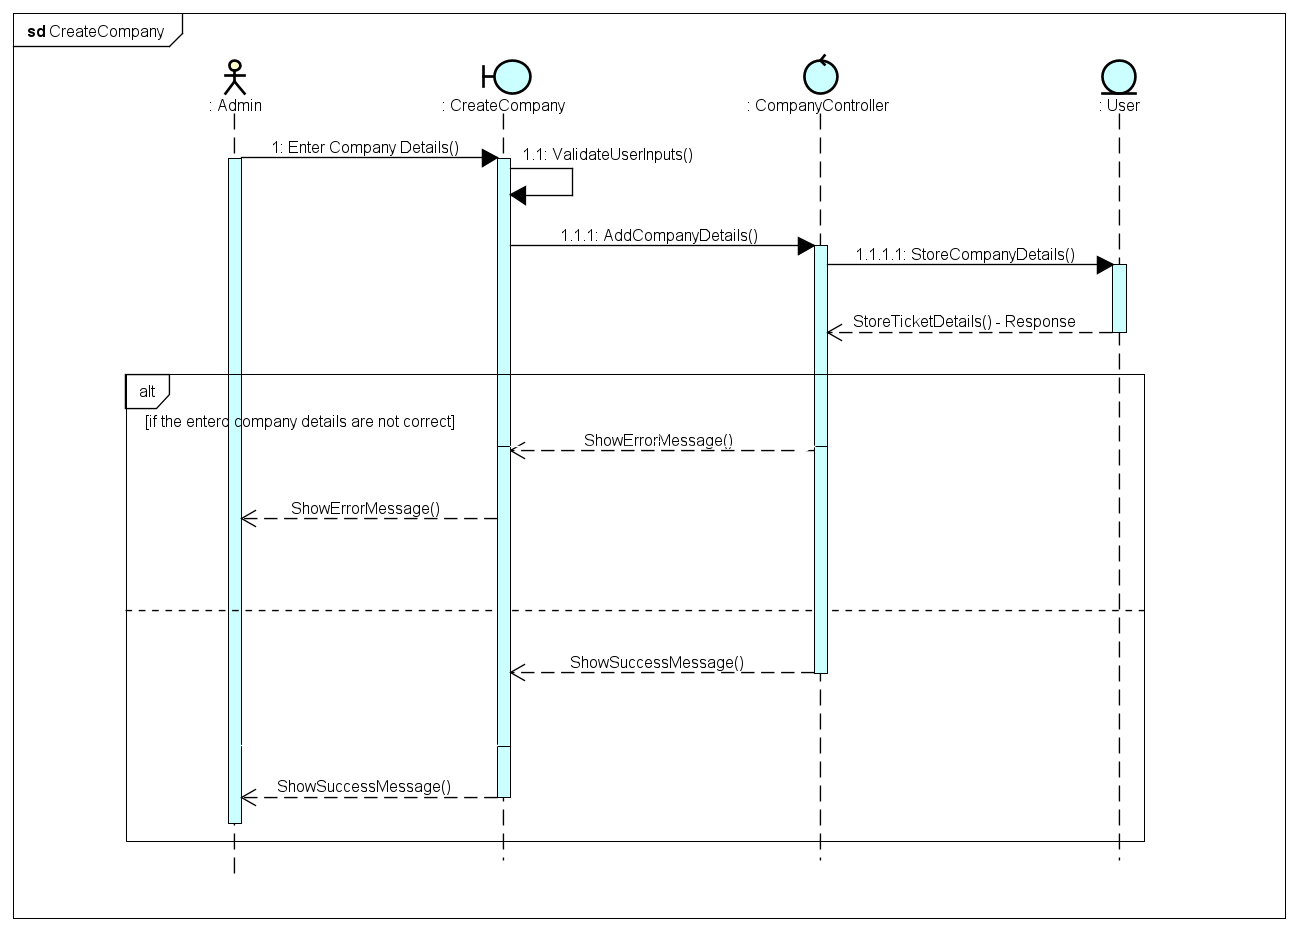 sd CreateCompany
: Admin
: CreateCompany
: CompanyController
: User
1: Enter Company Details()
1.1: ValidateUserInputs()
1.1.1: AddCompanyDetails()
1.1.1.1: StoreCompanyDetails()
StoreTicketDetails() - Response
alt
[if the enterd company details are not correct]
ShowErrorMessage()
ShowErrorMessage()
ShowSuccessMessage()
ShowSuccessMessage()